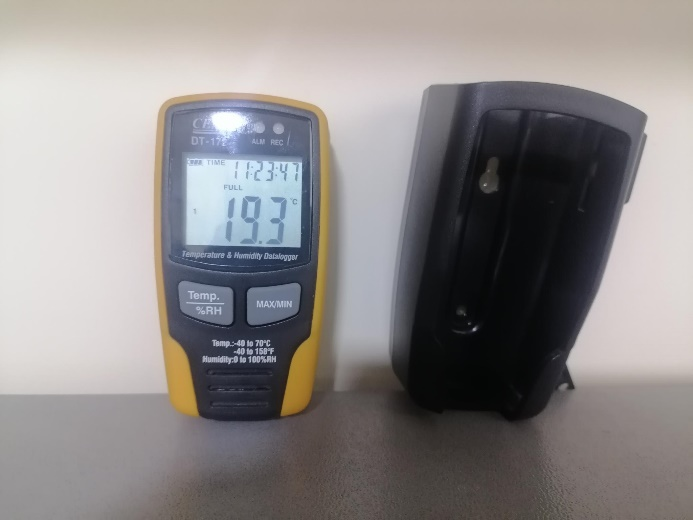 ALM REC
TIME 11:23:47
FULL
19.3 °C
Temperature & Humidity Datalogger
Temp.
%RH
MAX/MIN
Temp.:-40 to 70°C
-40 to 158°F
Humidity:0 to 100%RH